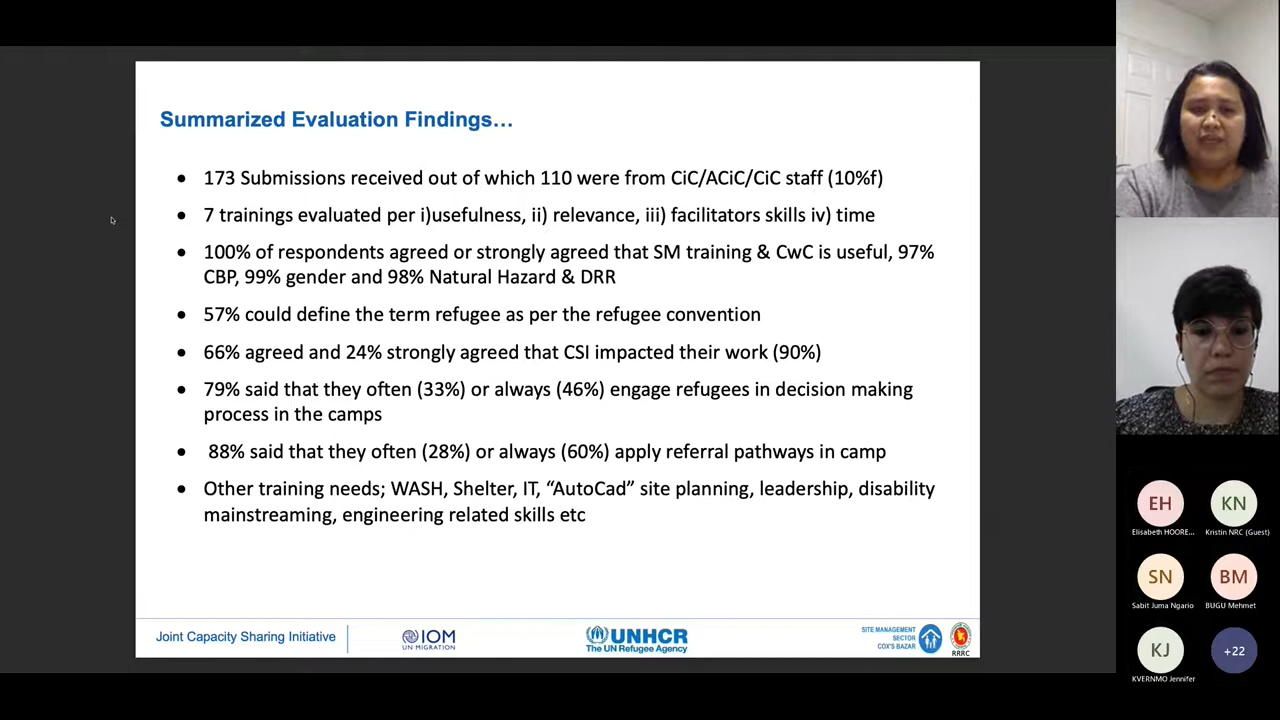 Summarized Evaluation Findings…
• 173 Submissions received out of which 110 were from CiC/ACiC/CiC staff (10%f)
• 7 trainings evaluated per i)usefulness, ii) relevance, iii) facilitators skills iv) time
• 100% of respondents agreed or strongly agreed that SM training & CwC is useful, 97%
CBP, 99% gender and 98% Natural Hazard & DRR
• 57% could define the term refugee as per the refugee convention
• 66% agreed and 24% strongly agreed that CSI impacted their work (90%)
• 79% said that they often (33%) or always (46%) engage refugees in decision making
process in the camps
• 88% said that they often (28%) or always (60%) apply referral pathways in camp
• Other training needs; WASH, Shelter, IT, “AutoCad” site planning, leadership, disability
mainstreaming, engineering related skills etc
Joint Capacity Sharing Initiative
IOM
UN MIGRATION
UNHCR
The UN Refugee Agency
SITE MANAGEMENT
SECTOR
COX'S BAZAR
RRRC
EH
Elisabeth HOORE...
KN
Kristin NRC (Guest)
SN
Sabit Juma Ngario
BM
BUGU Mehmet
KJ
KVERNMO Jennifer
+22